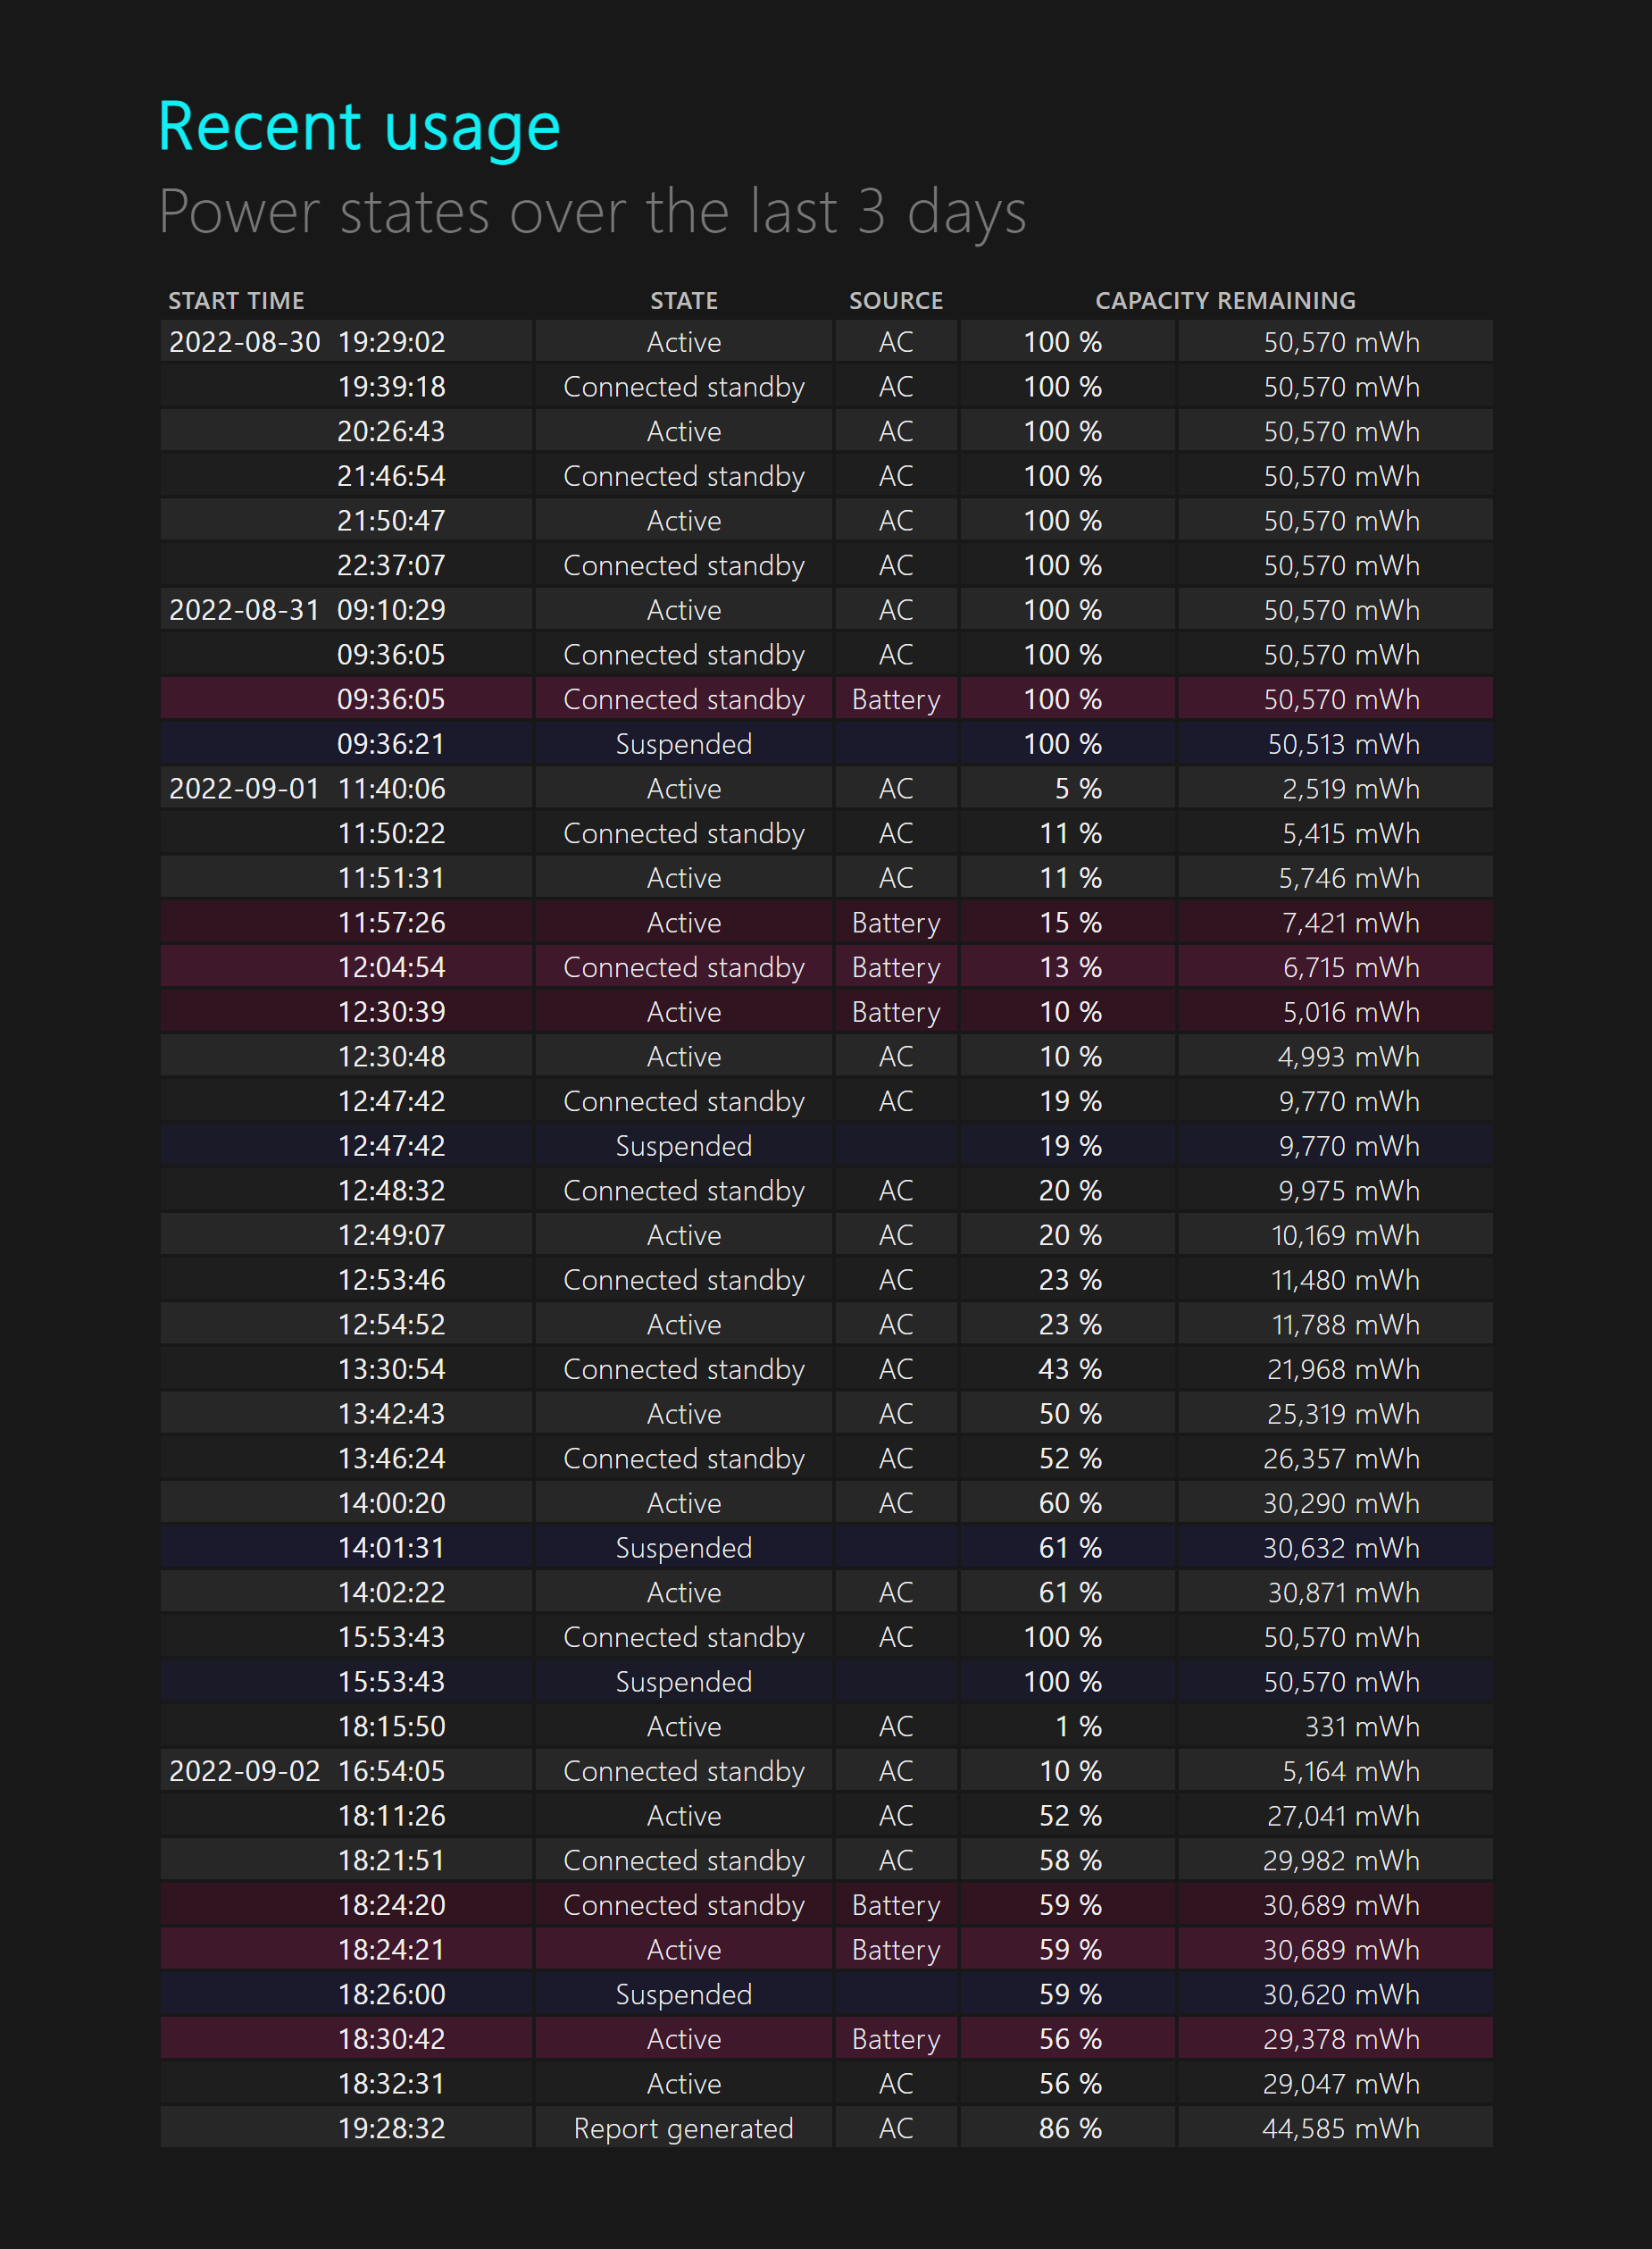 Recent usage
Power states over the last 3 days
START TIME STATE SOURCE CAPACITY REMAINING
2022-08-30 19:29:02 Active AC 100 % 50,570 mWh
19:39:18 Connected standby AC 100 % 50,570 mWh
20:26:43 Active AC 100 % 50,570 mWh
21:46:54 Connected standby AC 100 % 50,570 mWh
21:50:47 Active AC 100 % 50,570 mWh
22:37:07 Connected standby AC 100 % 50,570 mWh
2022-08-31 09:10:29 Active AC 100 % 50,570 mWh
09:36:05 Connected standby AC 100 % 50,570 mWh
09:36:05 Connected standby Battery 100 % 50,570 mWh
09:36:21 Suspended 100 % 50,513 mWh
2022-09-01 11:40:06 Active AC 5 % 2,519 mWh
11:50:22 Connected standby AC 11 % 5,415 mWh
11:51:31 Active AC 11 % 5,746 mWh
11:57:26 Active Battery 15 % 7,421 mWh
12:04:54 Connected standby Battery 13 % 6,715 mWh
12:30:39 Active Battery 10 % 5,016 mWh
12:30:48 Active AC 10 % 4,993 mWh
12:47:42 Connected standby AC 19 % 9,770 mWh
12:47:42 Suspended 19 % 9,770 mWh
12:48:32 Connected standby AC 20 % 9,975 mWh
12:49:07 Active AC 20 % 10,169 mWh
12:53:46 Connected standby AC 23 % 11,480 mWh
12:54:52 Active AC 23 % 11,788 mWh
13:30:54 Connected standby AC 43 % 21,968 mWh
13:42:43 Active AC 50 % 25,319 mWh
13:46:24 Connected standby AC 52 % 26,357 mWh
14:00:20 Active AC 60 % 30,290 mWh
14:01:31 Suspended 61 % 30,632 mWh
14:02:22 Active AC 61 % 30,871 mWh
15:53:43 Connected standby AC 100 % 50,570 mWh
15:53:43 Suspended 100 % 50,570 mWh
18:15:50 Active AC 1 % 331 mWh
2022-09-02 16:54:05 Connected standby AC 10 % 5,164 mWh
18:11:26 Active AC 52 % 27,041 mWh
18:21:51 Connected standby AC 58 % 29,982 mWh
18:24:20 Connected standby Battery 59 % 30,689 mWh
18:24:21 Active Battery 59 % 30,689 mWh
18:26:00 Suspended 59 % 30,620 mWh
18:30:42 Active Battery 56 % 29,378 mWh
18:32:31 Active AC 56 % 29,047 mWh
19:28:32 Report generated AC 86 % 44,585 mWh